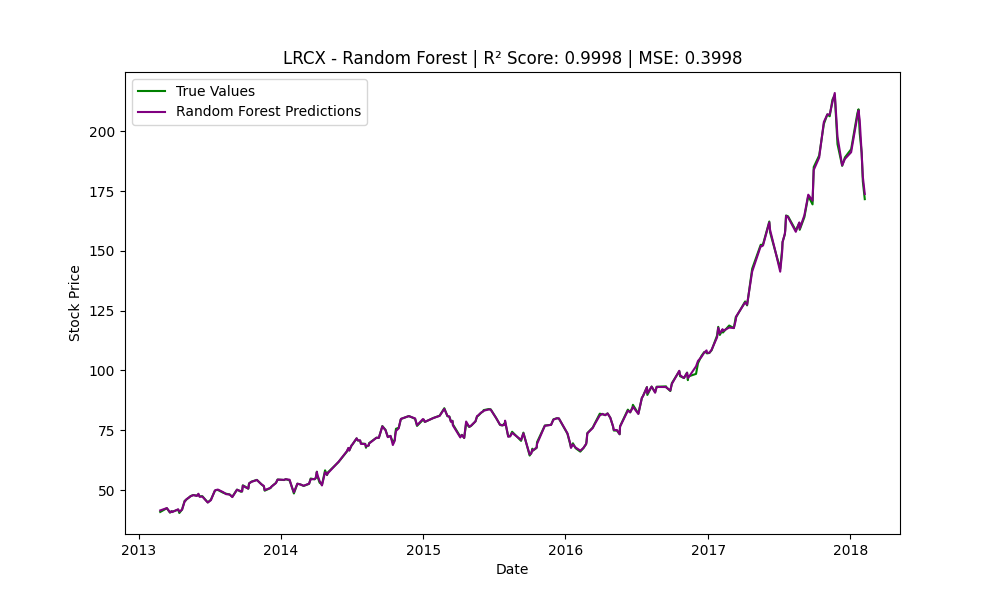 LRCX - Random Forest | R² Score: 0.9998 | MSE: 0.3998
True Values
Random Forest Predictions
200
175
150
125
100
75
50
Stock Price
2013 2014 2015 2016 2017 2018
Date